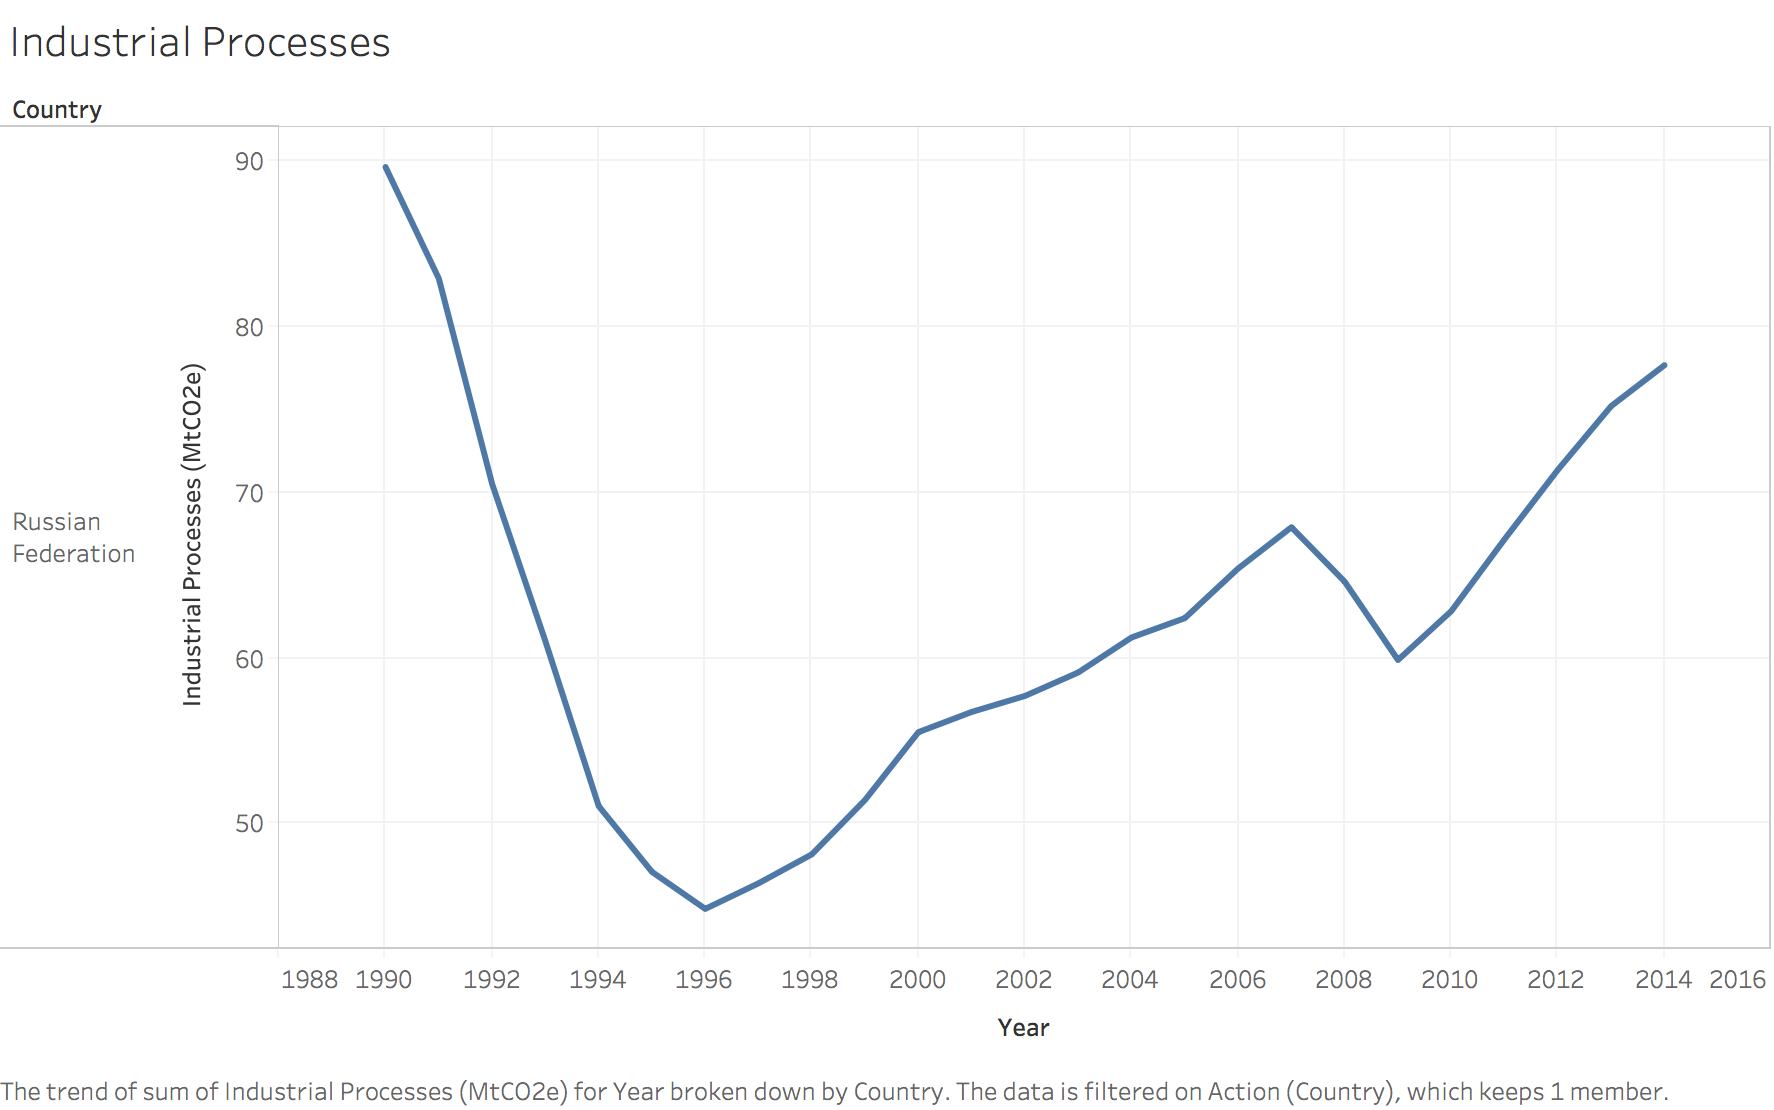 Industrial Processes
Country
90
80
70
60
50
Industrial Processes (MtCO2e)
Russian
Federation
1988 1990 1992 1994 1996 1998 2000 2002 2004 2006 2008 2010 2012 2014 2016
Year
The trend of sum of Industrial Processes (MtCO2e) for Year broken down by Country. The data is filtered on Action (Country), which keeps 1 member.